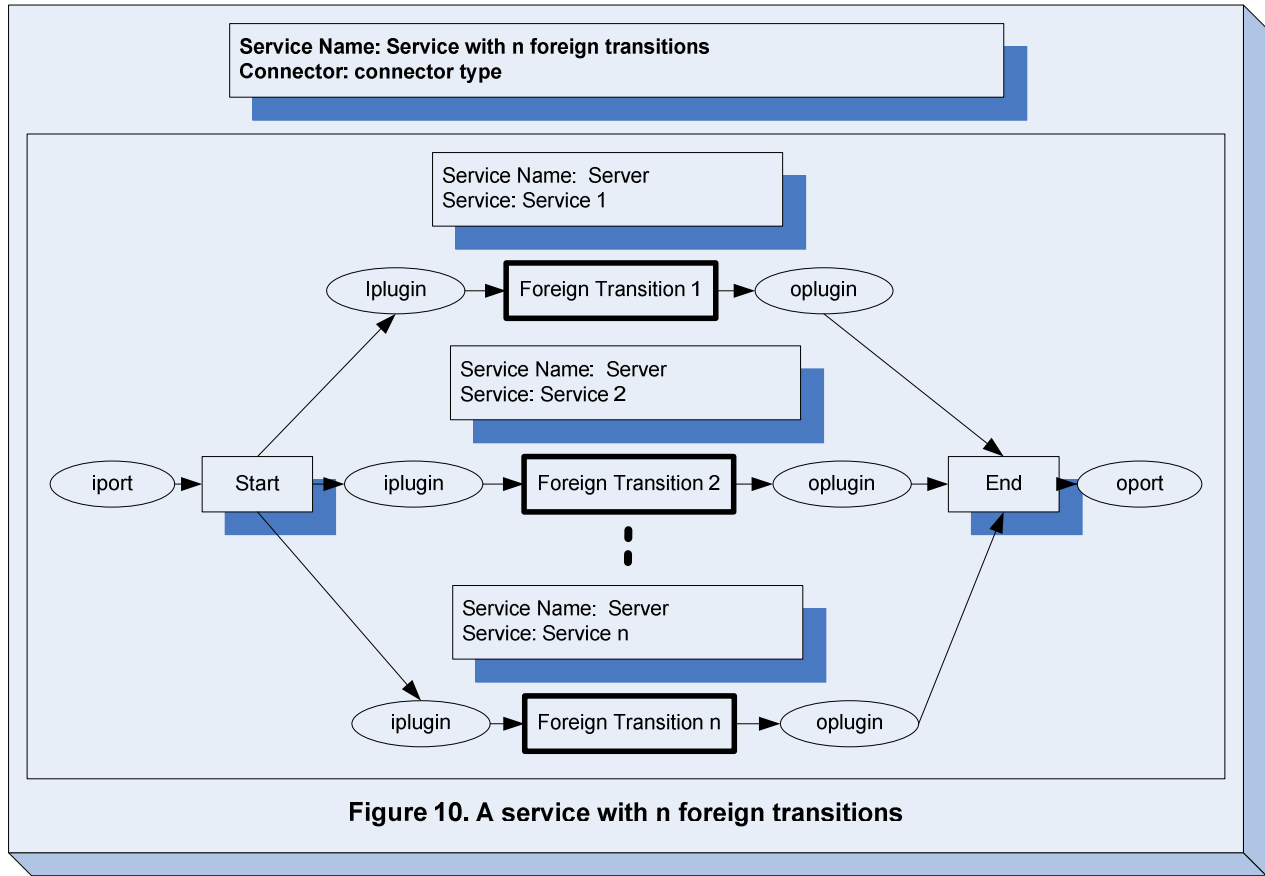 Service Name: Service with n foreign transitions
Connector: connector type
Service Name:  Server
Service: Service 1
Iplugin
Foreign Transition 1
oplugin
Service Name:  Server
Service: Service 2
iport
Start
iplugin
Foreign Transition 2
oplugin
End
oport
Service Name:  Server
Service: Service n
iplugin
Foreign Transition n
oplugin
Figure 10. A service with n foreign transitions